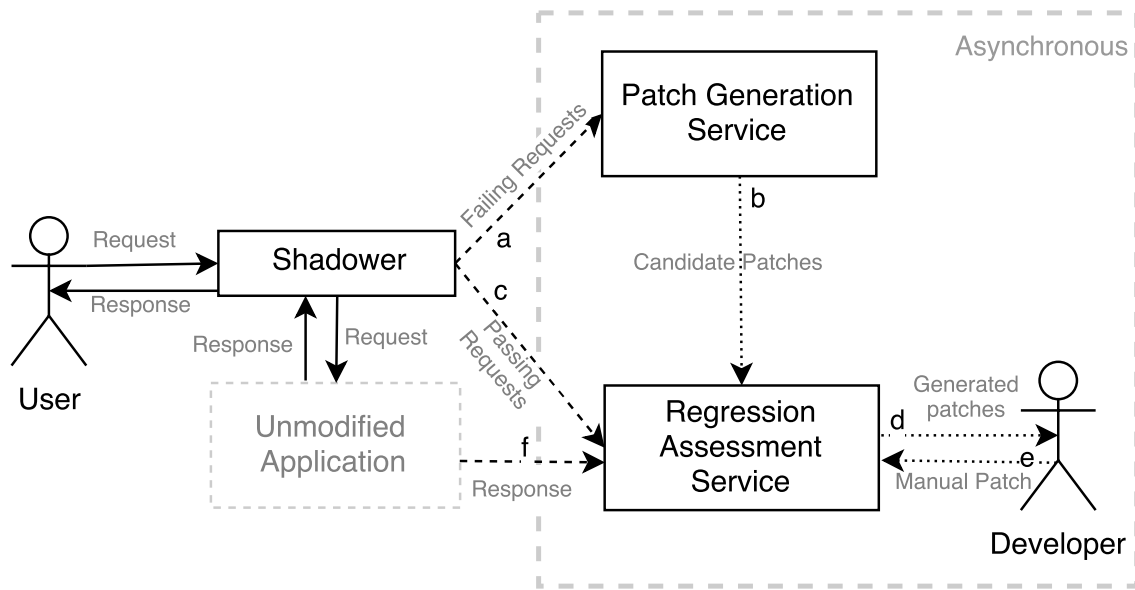 Asynchronous
Patch Generation
Service
Failing Requests
a
b
Request
Shadower
Response
c
Candidate Patches
Response
Request
Passing
Requests
User
Unmodified
Application
f
Response
Regression
Assessment
Service
Generated
patches
d
e
Manual Patch
Developer